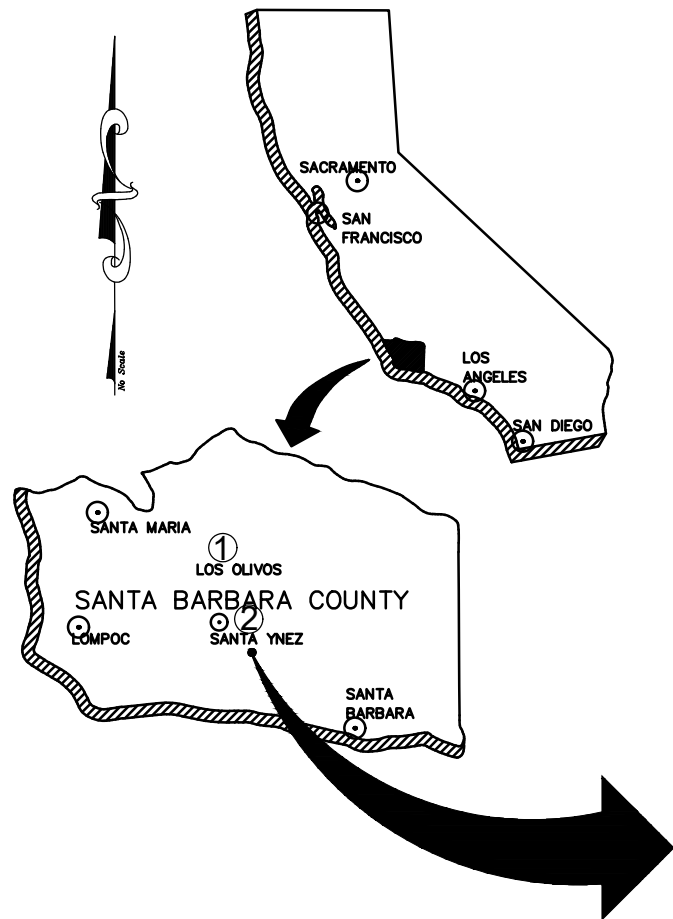 SACRAMENTO
SAN
FRANCISCO
No Scale
LOS
ANGELES
SAN DIEGO
SANTA MARIA
1
LOS OLIVOS
SANTA BARBARA COUNTY
2
LOMPOC
SANTA YNEZ
SANTA
BARBARA